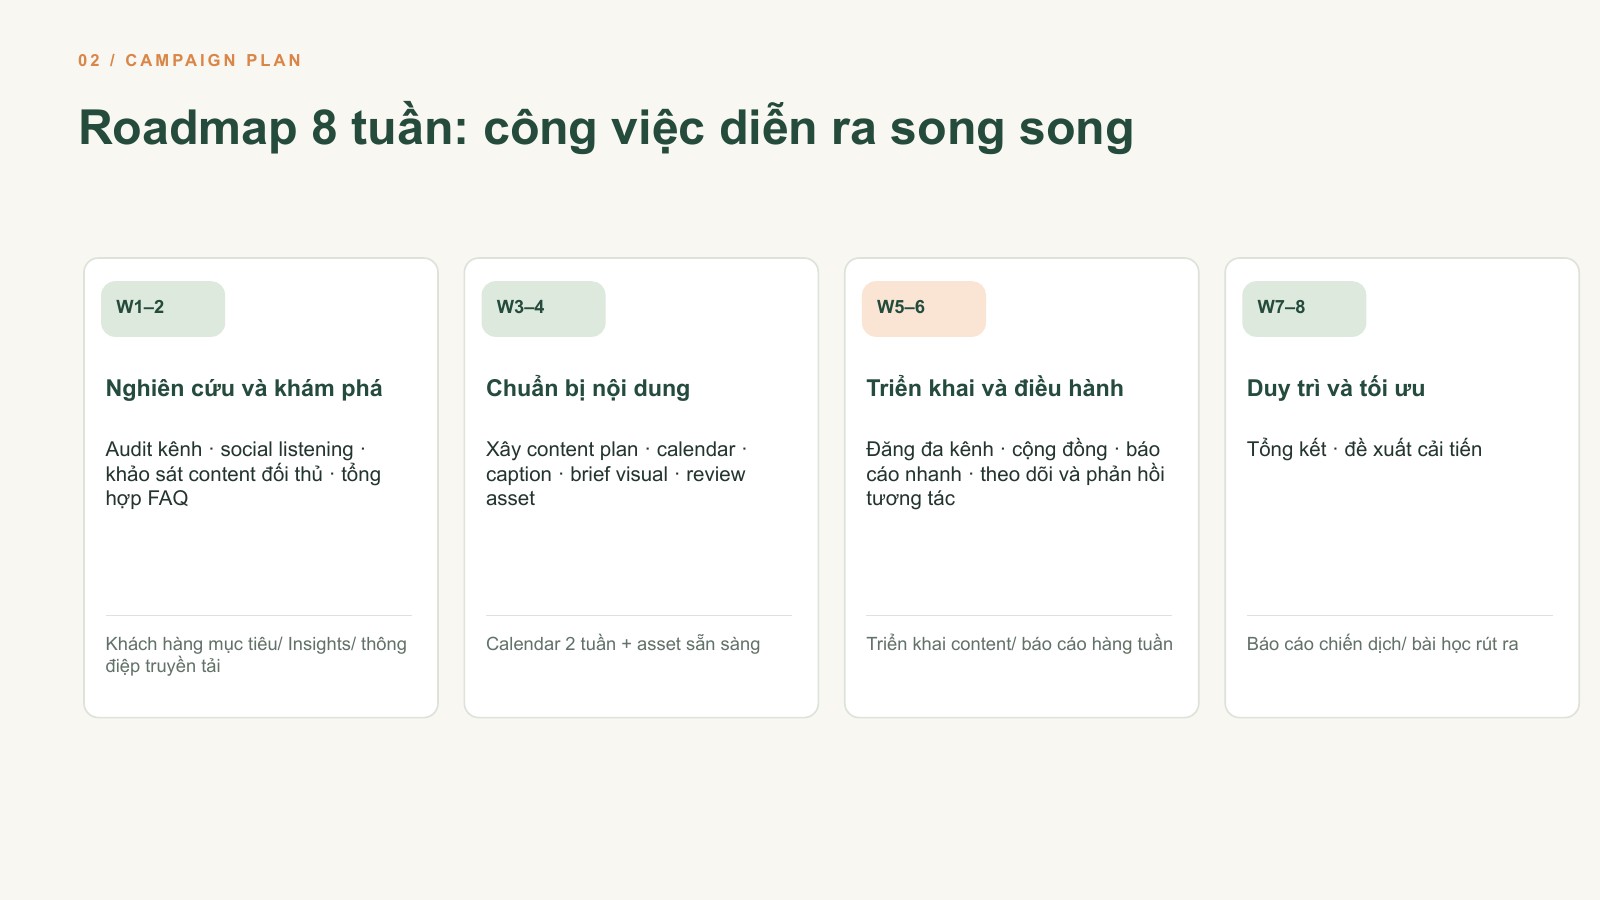 02 / CAMPAIGN PLAN
Roadmap 8 tuần: công việc diễn ra song song
W1–2
Nghiên cứu và khám phá
Audit kênh · social listening ·
khảo sát content đối thủ · tổng
hợp FAQ
Khách hàng mục tiêu/ Insights/ thông
điệp truyền tải
W3–4
Chuẩn bị nội dung
Xây content plan · calendar ·
caption · brief visual · review
asset
Calendar 2 tuần + asset sẵn sàng
W5–6
Triển khai và điều hành
Đăng đa kênh · cộng đồng · báo
cáo nhanh · theo dõi và phản hồi
tương tác
Triển khai content/ báo cáo hàng tuần
W7–8
Duy trì và tối ưu
Tổng kết · đề xuất cải tiến
Báo cáo chiến dịch/ bài học rút ra